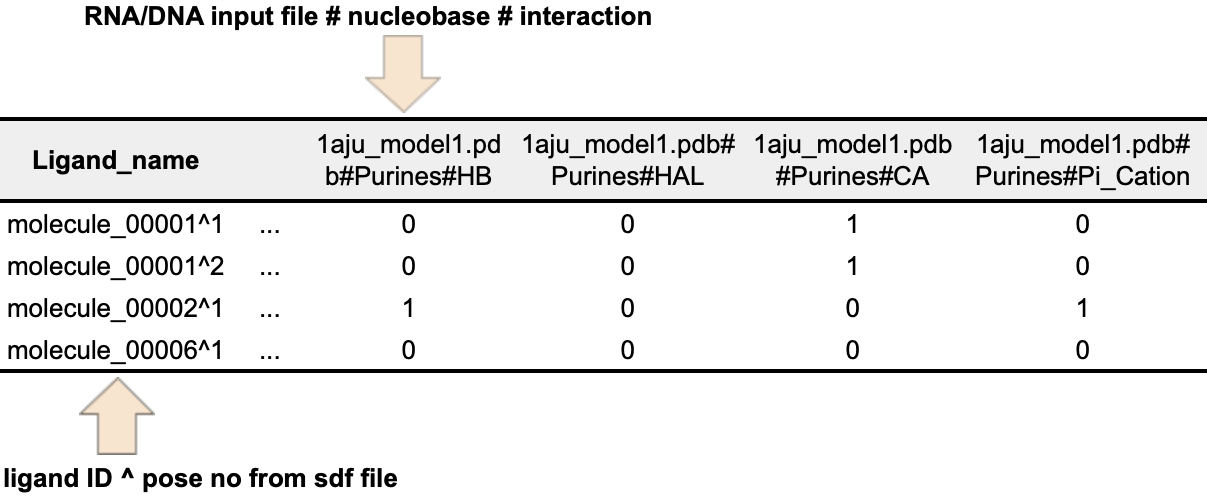 RNA/DNA input file # nucleobase # interaction
Ligand_name 1aju_model1.pd 1aju_model1.pdb# 1aju_model1.pdb 1aju_model1.pdb#
b#Purines#HB Purines#HAL #Purines#CA Purines#Pi_Cation
molecule_00001^1 ... 0 0 1 0
molecule_00001^2 ... 0 0 1 0
molecule_00002^1 ... 1 0 0 1
molecule_00006^1 ... 0 0 0 0
ligand ID ^ pose no from sdf file